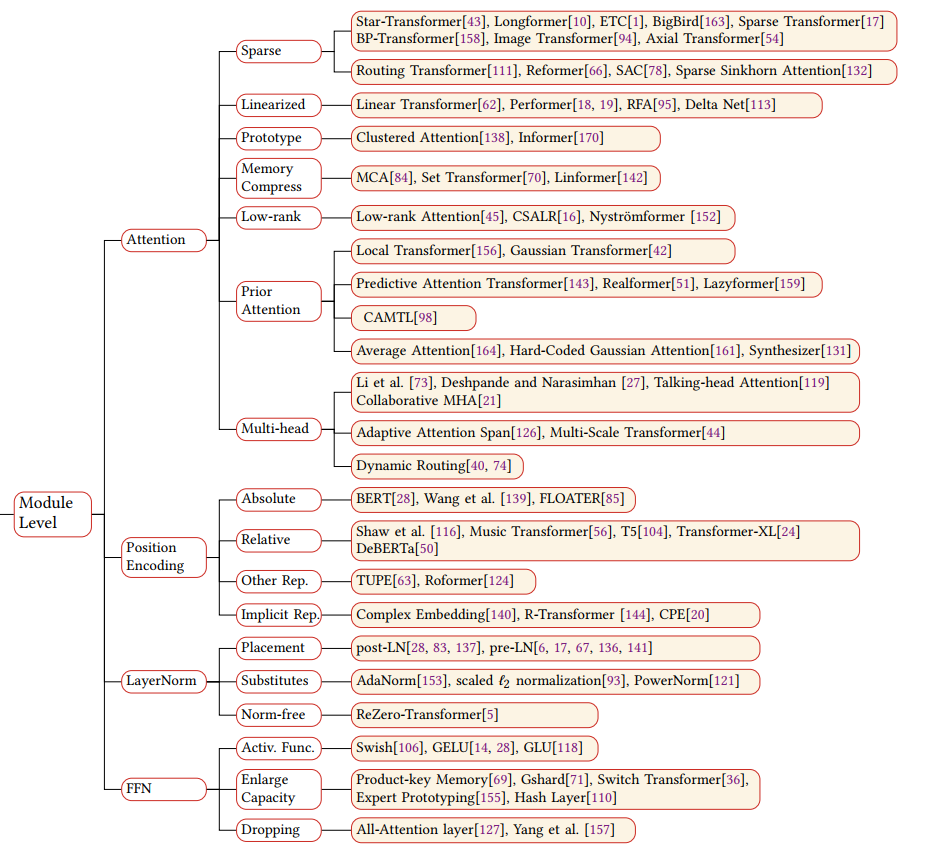 Module
Level
Attention
Sparse
Star-Transformer[43], Longformer[10], ETC[1], BigBird[163], Sparse Transformer[17]
BP-Transformer[158], Image Transformer[94], Axial Transformer[54]
Routing Transformer[111], Reformer[66], SAC[78], Sparse Sinkhorn Attention[132]
Linearized
Linear Transformer[62], Performer[18, 19], RFA[95], Delta Net[113]
Prototype
Clustered Attention[138], Informer[170]
Memory
Compress
MCA[84], Set Transformer[70], Linformer[142]
Low-rank
Low-rank Attention[45], CSALR[16], Nyströmformer [152]
Prior
Attention
Local Transformer[156], Gaussian Transformer[42]
Predictive Attention Transformer[143], Realformer[51], Lazyformer[159]
CAMTL[98]
Average Attention[164], Hard-Coded Gaussian Attention[161], Synthesizer[131]
Multi-head
Li et al. [73], Deshpande and Narasimhan [27], Talking-head Attention[119]
Collaborative MHA[21]
Adaptive Attention Span[126], Multi-Scale Transformer[44]
Dynamic Routing[40, 74]
Position
Encoding
Absolute
BERT[28], Wang et al. [139], FLOATER[85]
Relative
Shaw et al. [116], Music Transformer[56], T5[104], Transformer-XL[24]
DeBERTa[50]
Other Rep.
TUPE[63], Roformer[124]
Implicit Rep.
Complex Embedding[140], R-Transformer [144], CPE[20]
LayerNorm
Placement
post-LN[28, 83, 137], pre-LN[6, 17, 67, 136, 141]
Substitutes
AdaNorm[153], scaled ℓ2 normalization[93], PowerNorm[121]
Norm-free
ReZero-Transformer[5]
FFN
Activ. Func.
Swish[106], GELU[14, 28], GLU[118]
Enlarge
Capacity
Product-key Memory[69], Gshard[71], Switch Transformer[36],
Expert Prototyping[155], Hash Layer[110]
Dropping
All-Attention layer[127], Yang et al. [157]